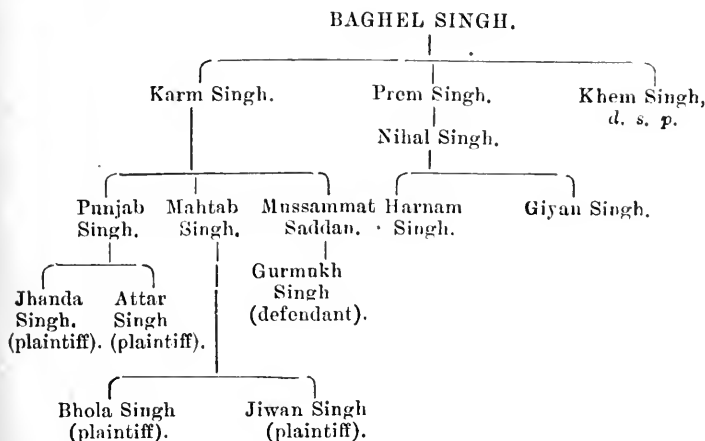 BAGHEL SINGH.
Karm Singh. Prem Singh. Khem Singh,
d. s. p.
Nihal Singh.
Punjab Mahtab Mussammat Harnam Giyan Singh.
Singh. Singh. Saddan. Singh.
Gurmukh
Singh
(defendant).
Jhanda Attar
Singh. Singh
(plaintiff). (plaintiff).
Bhola Singh Jiwan Singh
(plaintiff). (plaintiff).